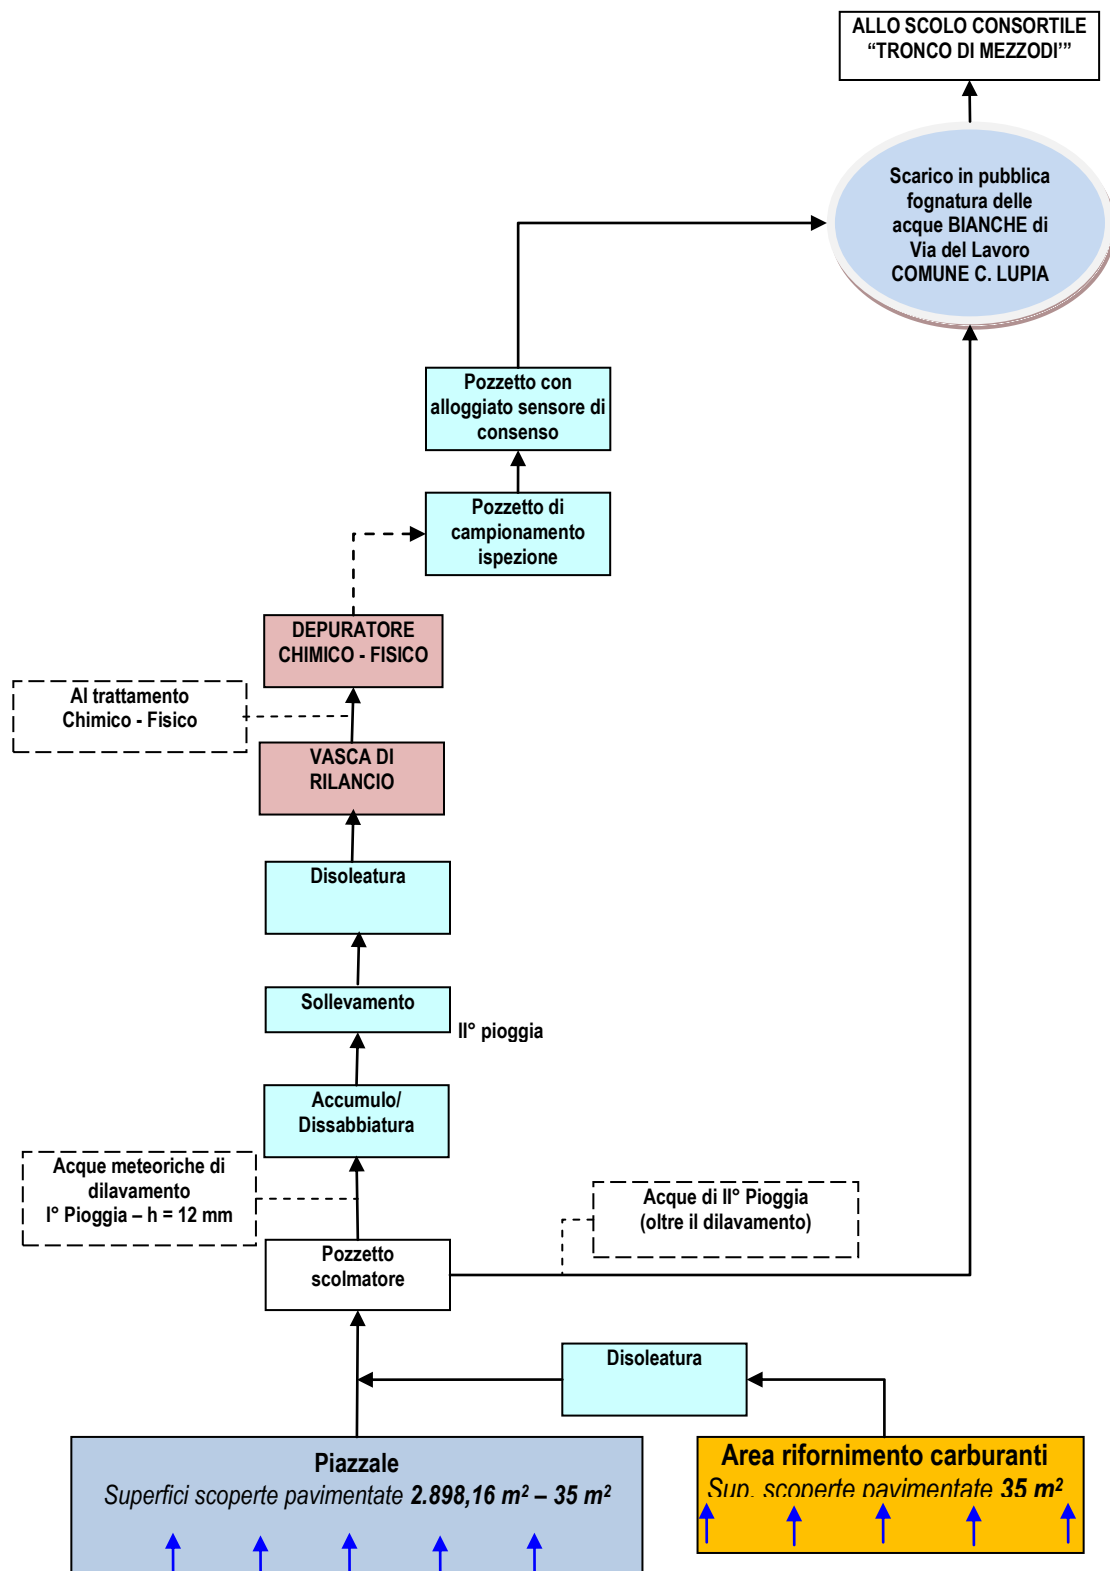 ALLO SCOLO CONSORTILE
“TRONCO DI MEZZODI’”
Scarico in pubblica
fognatura delle
acque BIANCHE di
Via del Lavoro
COMUNE C. LUPIA
Pozzetto con
alloggiato sensore di
consenso
Pozzetto di
campionamento
ispezione
DEPURATORE
CHIMICO - FISICO
Al trattamento
Chimico - Fisico
VASCA DI
RILANCIO
Disoleatura
Sollevamento
II° pioggia
Accumulo/
Dissabbiatura
Acque meteoriche di
dilavamento
I° Pioggia – h = 12 mm
Acque di II° Pioggia
(oltre il dilavamento)
Pozzetto
scolmatore
Disoleatura
Piazzale
Superfici scoperte pavimentate 2.898,16 m² – 35 m²
Area rifornimento carburanti
Sup. scoperte pavimentate 35 m²